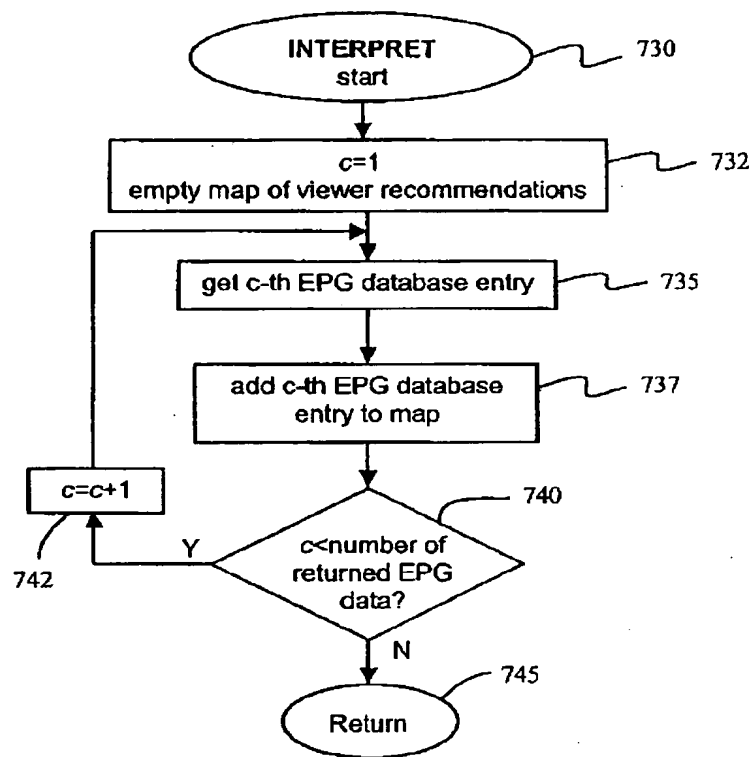 INTERPRET
start
730
c=1
empty map of viewer recommendations
732
get c-th EPG database entry
735
add c-th EPG database
entry to map
737
c=c+1
742
Y
740
c<number of
returned EPG
data?
N
745
Return